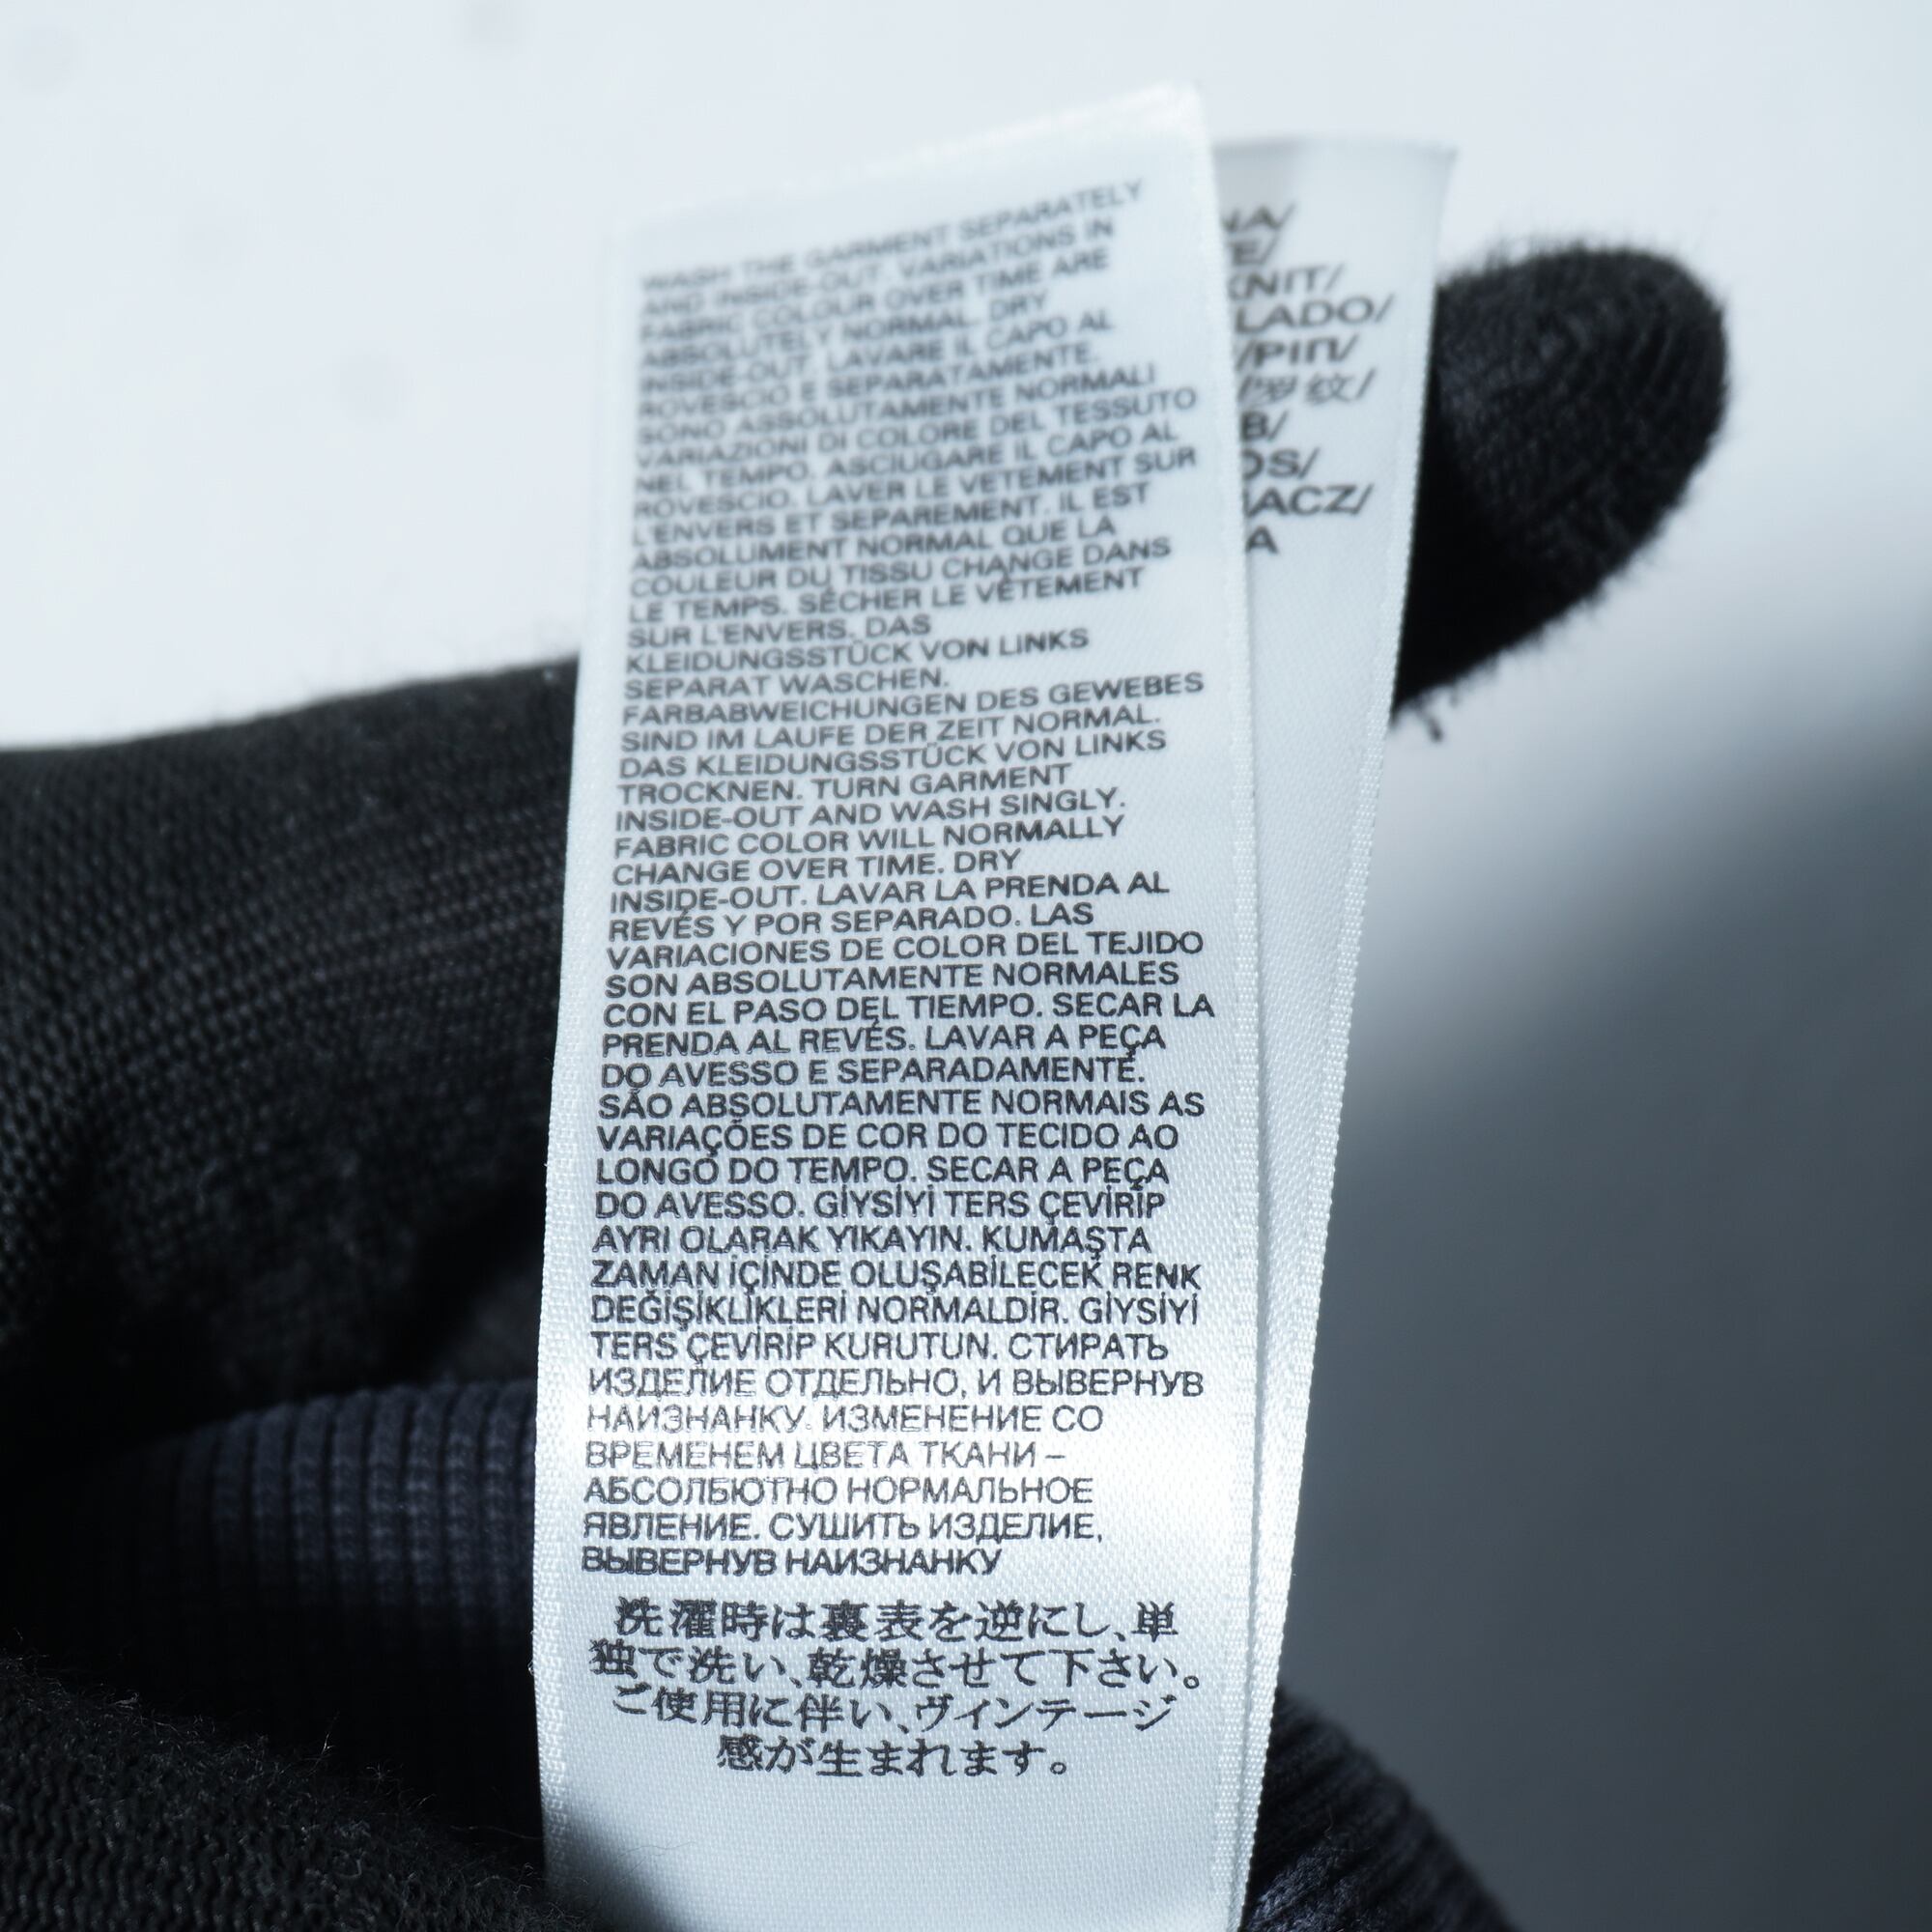 WASH THE GARMENT SEPARATELY
AND INSIDE-OUT. VARIATIONS IN
FABRIC COLOUR OVER TIME ARE
ABSOLUTELY NORMAL. DRY
INSIDE-OUT. LAVARE IL CAPO AL
ROVESCIO E SEPARATAMENTE.
SONO ASSOLUTAMENTE NORMALI
VARIAZIONI DI COLORE DEL TESSUTO
NEL TEMPO. ASCIUGARE IL CAPO AL
ROVESCIO. LAVER LE VETEMENT SUR
L'ENVERS ET SEPAREMENT. IL EST
ABSOLUMENT NORMAL QUE LA
COULEUR DU TISSU CHANGE DANS
LE TEMPS. SÉCHER LE VÊTEMENT
SUR L'ENVERS. DAS
KLEIDUNGSSTÜCK VON LINKS
SEPARAT WASCHEN.
FARBABWEICHUNGEN DES GEWEBES
SIND IM LAUFE DER ZEIT NORMAL.
DAS KLEIDUNGSSTÜCK VON LINKS
TROCKNEN. TURN GARMENT
INSIDE-OUT AND WASH SINGLY.
FABRIC COLOR WILL NORMALLY
CHANGE OVER TIME. DRY
INSIDE-OUT. LAVAR LA PRENDA AL
REVÉS Y POR SEPARADO. LAS
VARIACIONES DE COLOR DEL TEJIDO
SON ABSOLUTAMENTE NORMALES
CON EL PASO DEL TIEMPO. SECAR LA
PRENDA AL REVÉS. LAVAR A PEÇA
DO AVESSO E SEPARADAMENTE.
SÃO ABSOLUTAMENTE NORMAIS AS
VARIAÇÕES DE COR DO TECIDO AO
LONGO DO TEMPO. SECAR A PEÇA
DO AVESSO. GİYSİYİ TERS ÇEVİRİP
AYRI OLARAK YIKAYIN. KUMAŞTA
ZAMAN İÇİNDE OLUŞABİLECEK RENK
DEĞİŞİKLİKLERİ NORMALDİR. GİYSİYİ
TERS ÇEVİRİP KURUTUN. СТИРАТЬ
ИЗДЕЛИЕ ОТДЕЛЬНО, И ВЫВЕРНУВ
НАИЗНАНКУ. ИЗМЕНЕНИЕ СО
ВРЕМЕНЕМ ЦВЕТА ТКАНИ –
АБСОЛБЮТНО НОРМАЛЬНОЕ
ЯВЛЕНИЕ. СУШИТЬ ИЗДЕЛИЕ,
ВЫВЕРНУВ НАИЗНАНКУ
洗濯時は裏表を逆にし、単
独で洗い、乾燥させて下さい。
ご使用に伴い、ヴィンテージ
感が生まれます。
NA/
E/
KNIT/
LADO/
/РІП/
/罗纹/
B/
OS/
ACZ/
A